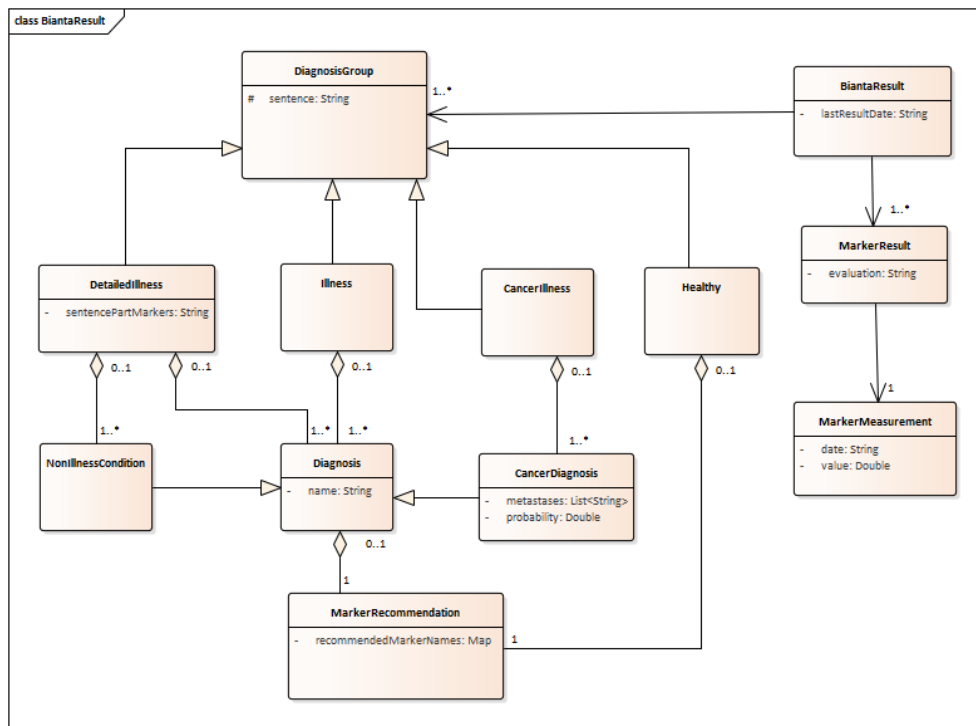 class BiantaResult
DiagnosisGroup
# sentence: String
1..*
BiantaResult
- lastResultDate: String
1..*
MarkerResult
- evaluation: String
1
MarkerMeasurement
- date: String
- value: Double
DetailedIllness
- sentencePartMarkers: String
Illness
CancerIllness
Healthy
0..1
0..1
0..1
0..1
0..1
1..*
1..*
1..*
1..*
NonIllnessCondition
Diagnosis
- name: String
CancerDiagnosis
- metastases: List<String>
- probability: Double
0..1
1
MarkerRecommendation
- recommendedMarkerNames: Map
1